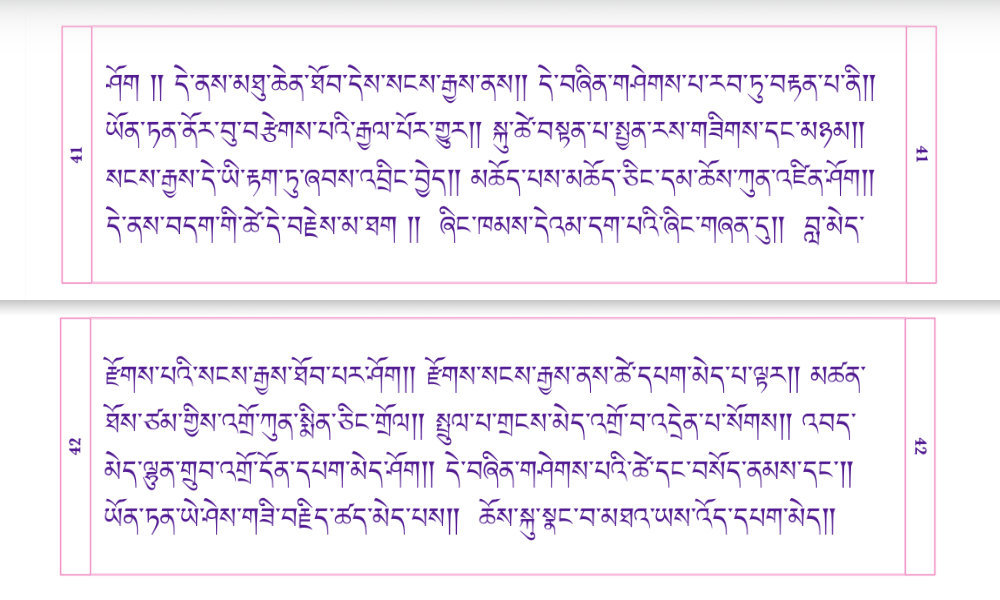 ཤོག །། དེ་ནས་མཐུ་ཆེན་ཐོབ་དེས་སངས་རྒྱས་ནས།། དེ་བཞིན་གཤེགས་པ་རབ་ཏུ་བརྟན་པ་ནི།།
ཡོན་ཏན་ནོར་བུ་བརྩེགས་པའི་རྒྱལ་པོར་གྱུར།། སྐུ་ཚེ་བསྟན་པ་སྤྱན་རས་གཟིགས་དང་མཉམ།།
41
41
སངས་རྒྱས་དེ་ཡི་རྟག་ཏུ་ཞབས་འབྲིང་བྱེད།། མཆོད་པས་མཆོད་ཅིང་དམ་ཆོས་ཀུན་འཛིན་ཤོག།།
དེ་ནས་བདག་གི་ཚེ་དེ་བརྗེས་མ་ཐག །། ཞིང་ཁམས་དེའམ་དག་པའི་ཞིང་གཞན་དུ།། བླ་མེད་
རྫོགས་པའི་སངས་རྒྱས་ཐོབ་པར་ཤོག།། རྫོགས་སངས་རྒྱས་ནས་ཚེ་དཔག་མེད་པ་ལྟར།། མཚན་
ཐོས་ཙམ་གྱིས་འགྲོ་ཀུན་སྨིན་ཅིང་གྲོལ།། སྤྲུལ་པ་གྲངས་མེད་འགྲོ་བ་འདྲེན་པ་སོགས།། འབད་
42
42
མེད་ལྷུན་གྲུབ་འགྲོ་དོན་དཔག་མེད་ཤོག།། དེ་བཞིན་གཤེགས་པའི་ཚེ་དང་བསོད་ནམས་དང་།།
ཡོན་ཏན་ཡེ་ཤེས་གཟི་བརྗིད་ཚད་མེད་པས།། ཆོས་སྐུ་སྣང་བ་མཐའ་ཡས་འོད་དཔག་མེད།།